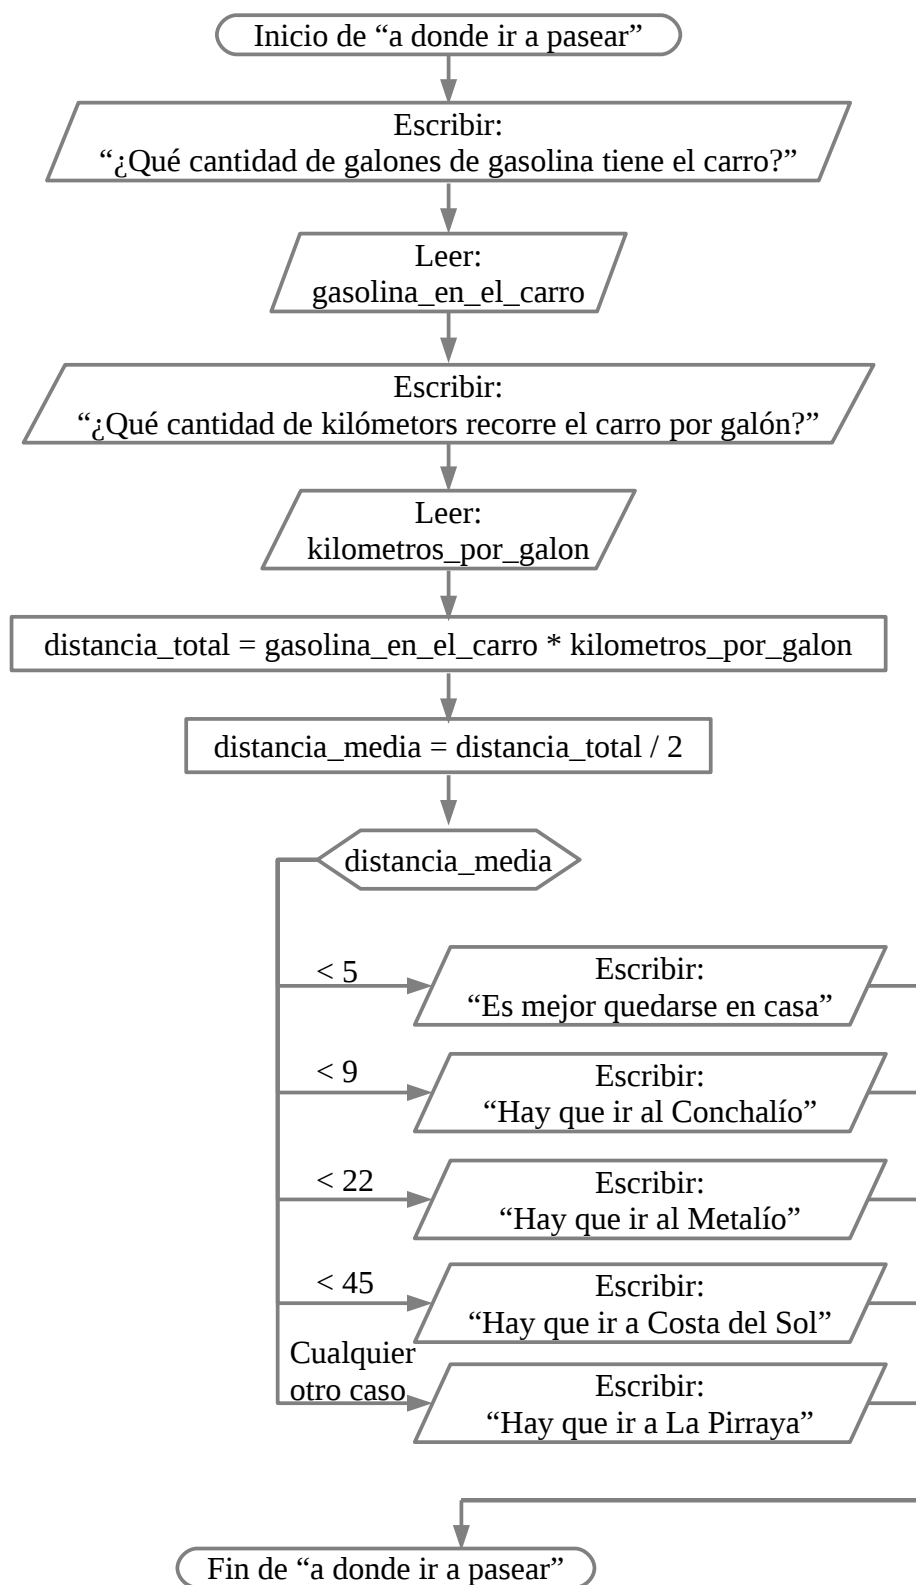 Inicio de “a donde ir a pasear”
Escribir:
“¿Qué cantidad de galones de gasolina tiene el carro?”
Leer:
gasolina_en_el_carro
Escribir:
“¿Qué cantidad de kilómetors recorre el carro por galón?”
Leer:
kilometros_por_galon
distancia_total = gasolina_en_el_carro * kilometros_por_galon
distancia_media = distancia_total / 2
distancia_media
< 5
Escribir:
“Es mejor quedarse en casa”
< 9
Escribir:
“Hay que ir al Conchalío”
< 22
Escribir:
“Hay que ir al Metalío”
< 45
Escribir:
“Hay que ir a Costa del Sol”
Cualquier
otro caso
Escribir:
“Hay que ir a La Pirraya”
Fin de “a donde ir a pasear”